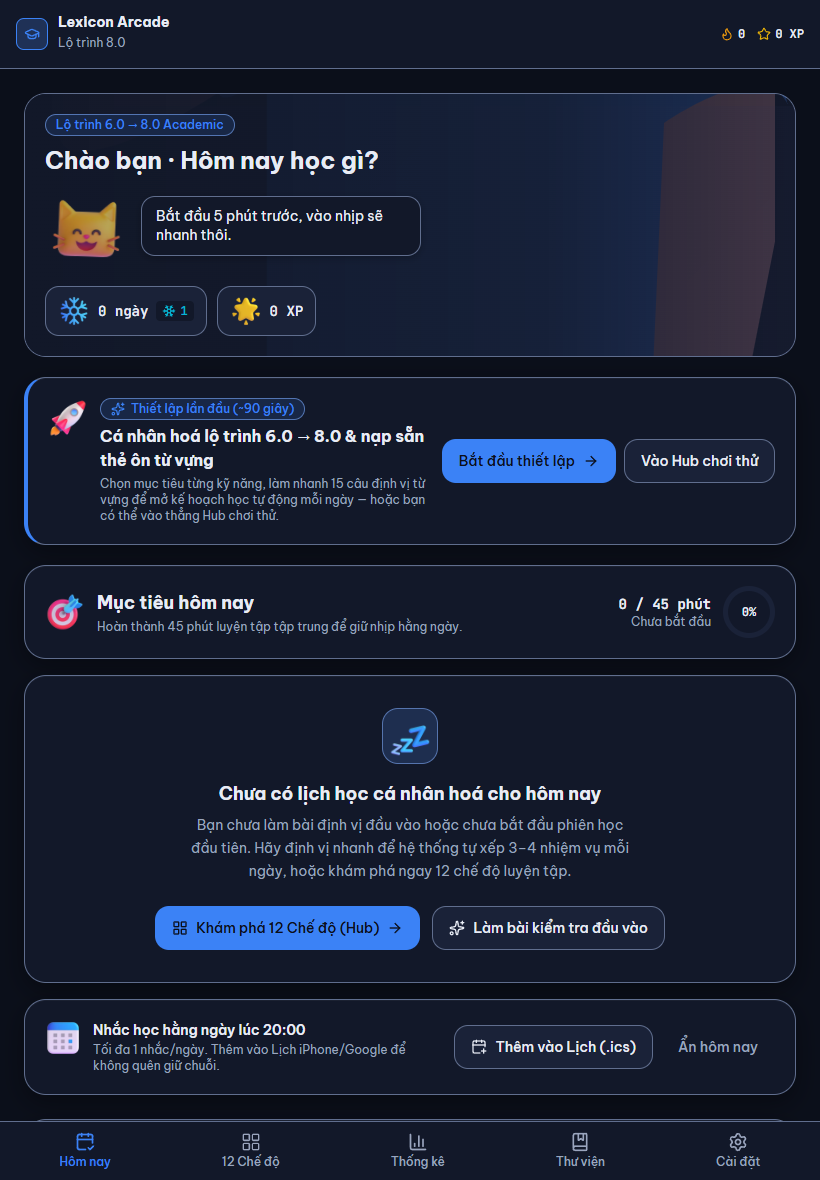 Lexicon Arcade
Lộ trình 8.0
0
0 XP
Lộ trình 6.0 → 8.0 Academic
Chào bạn · Hôm nay học gì?
Bắt đầu 5 phút trước, vào nhịp sẽ
nhanh thôi.
0 ngày
1
0 XP
Thiết lập lần đầu (~90 giây)
Cá nhân hoá lộ trình 6.0 → 8.0 & nạp sẵn
thẻ ôn từ vựng
Chọn mục tiêu từng kỹ năng, làm nhanh 15 câu định vị từ
vựng để mở kế hoạch học tự động mỗi ngày — hoặc bạn
có thể vào thẳng Hub chơi thử.
Bắt đầu thiết lập →
Vào Hub chơi thử
Mục tiêu hôm nay
Hoàn thành 45 phút luyện tập tập trung để giữ nhịp hằng ngày.
0 / 45 phút
Chưa bắt đầu
0%
zzZ
Chưa có lịch học cá nhân hoá cho hôm nay
Bạn chưa làm bài định vị đầu vào hoặc chưa bắt đầu phiên học
đầu tiên. Hãy định vị nhanh để hệ thống tự xếp 3–4 nhiệm vụ mỗi
ngày, hoặc khám phá ngay 12 chế độ luyện tập.
Khám phá 12 Chế độ (Hub) →
Làm bài kiểm tra đầu vào
Nhắc học hằng ngày lúc 20:00
Tối đa 1 nhắc/ngày. Thêm vào Lịch iPhone/Google để
không quên giữ chuỗi.
Thêm vào Lịch (.ics)
Ẩn hôm nay
Hôm nay
12 Chế độ
Thống kê
Thư viện
Cài đặt